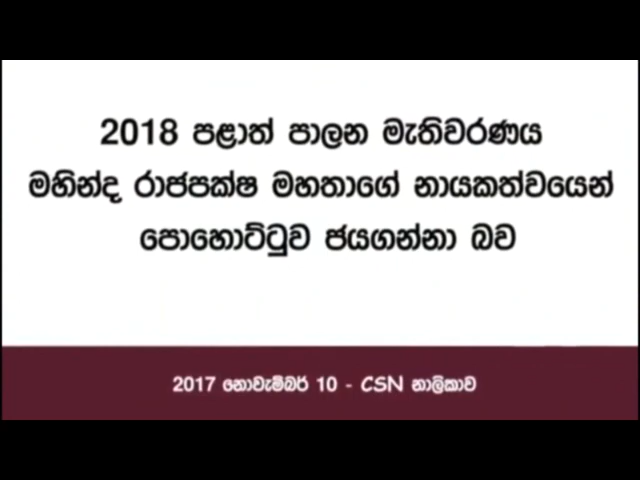 2018 පළාත් පාලන මැතිවරණය
මහින්ද රාජපක්ෂ මහතාගේ නායකත්වයෙන්
පොහොට්ටුව ජයගන්නා බව
2017 නොවැම්බර් 10 - CSN නාලිකාව